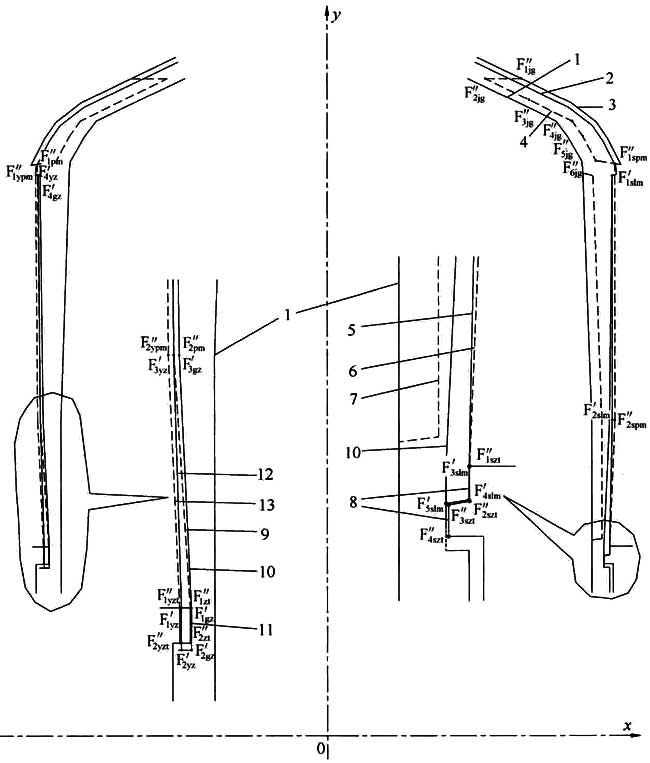 y
F″1jg
1
2
3
F″2jg
F″3jg
F″4jg
4
F″5jg
F″6jg
F″1spm
F′1slm
F″1pm
F″1ypm
F′4yz
F′4gz
1
5
6
7
F″2ypm
F″2pm
F′3yz
F′3gz
F′2slm
F″2spm
10
F′3slm
F″1szt
12
13
8
F′4slm
F′5slm
F″2szt
F″3szt
9
F″4szt
10
F″1yzt
F″1zt
F′1yz
F′1gz
11
F″2zt
F″2yzt
F′2yz
F′2gz
x
0